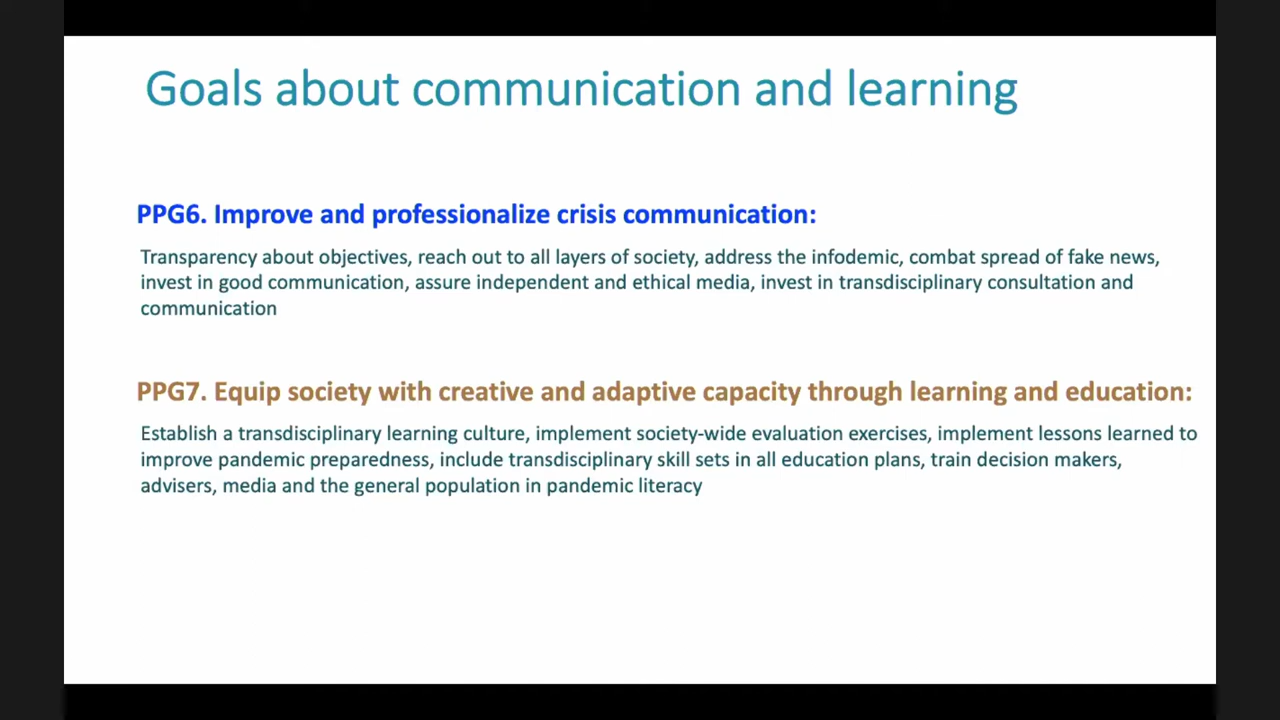 Goals about communication and learning
PPG6. Improve and professionalize crisis communication:
Transparency about objectives, reach out to all layers of society, address the infodemic, combat spread of fake news,
invest in good communication, assure independent and ethical media, invest in transdisciplinary consultation and
communication
PPG7. Equip society with creative and adaptive capacity through learning and education:
Establish a transdisciplinary learning culture, implement society-wide evaluation exercises, implement lessons learned to
improve pandemic preparedness, include transdisciplinary skill sets in all education plans, train decision makers,
advisers, media and the general population in pandemic literacy